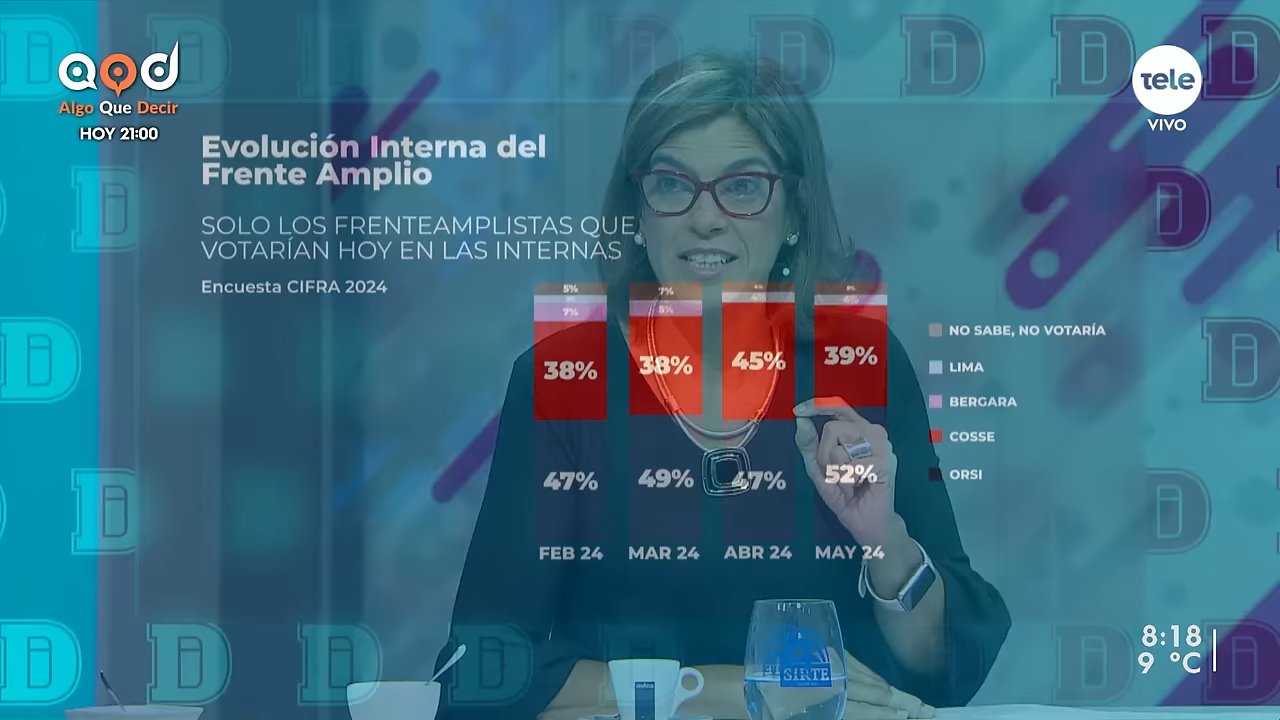 aqd
Algo Que Decir
HOY 21:00
tele
VIVO
Evolución Interna del
Frente Amplio
SOLO LOS FRENTEAMPLISTAS QUE
VOTARÍAN HOY EN LAS INTERNAS
Encuesta CIFRA 2024
5% 7%
7% 5% 4% 4%
38% 38% 45% 39%
47% 49% 47% 52%
FEB 24 MAR 24 ABR 24 MAY 24
NO SABE, NO VOTARÍA
LIMA
BERGARA
COSSE
ORSI
SIRTE
8:18
9 °C